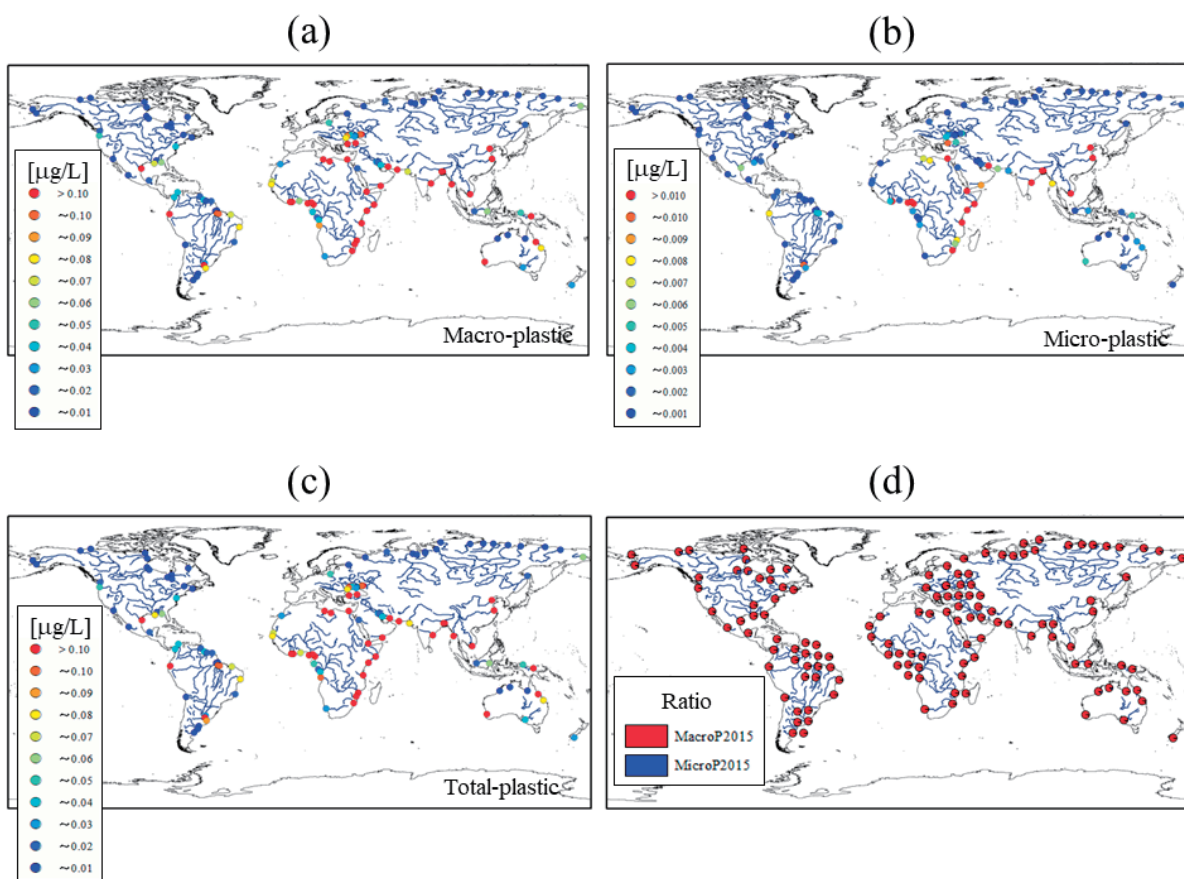 (a)
[μg/L]
> 0.10
~0.10
~0.09
~0.08
~0.07
~0.06
~0.05
~0.04
~0.03
~0.02
~0.01
Macro-plastic
(b)
[μg/L]
> 0.010
~0.010
~0.009
~0.008
~0.007
~0.006
~0.005
~0.004
~0.003
~0.002
~0.001
Micro-plastic
(c)
[μg/L]
> 0.10
~0.10
~0.09
~0.08
~0.07
~0.06
~0.05
~0.04
~0.03
~0.02
~0.01
Total-plastic
(d)
Ratio
MacroP2015
MicroP2015